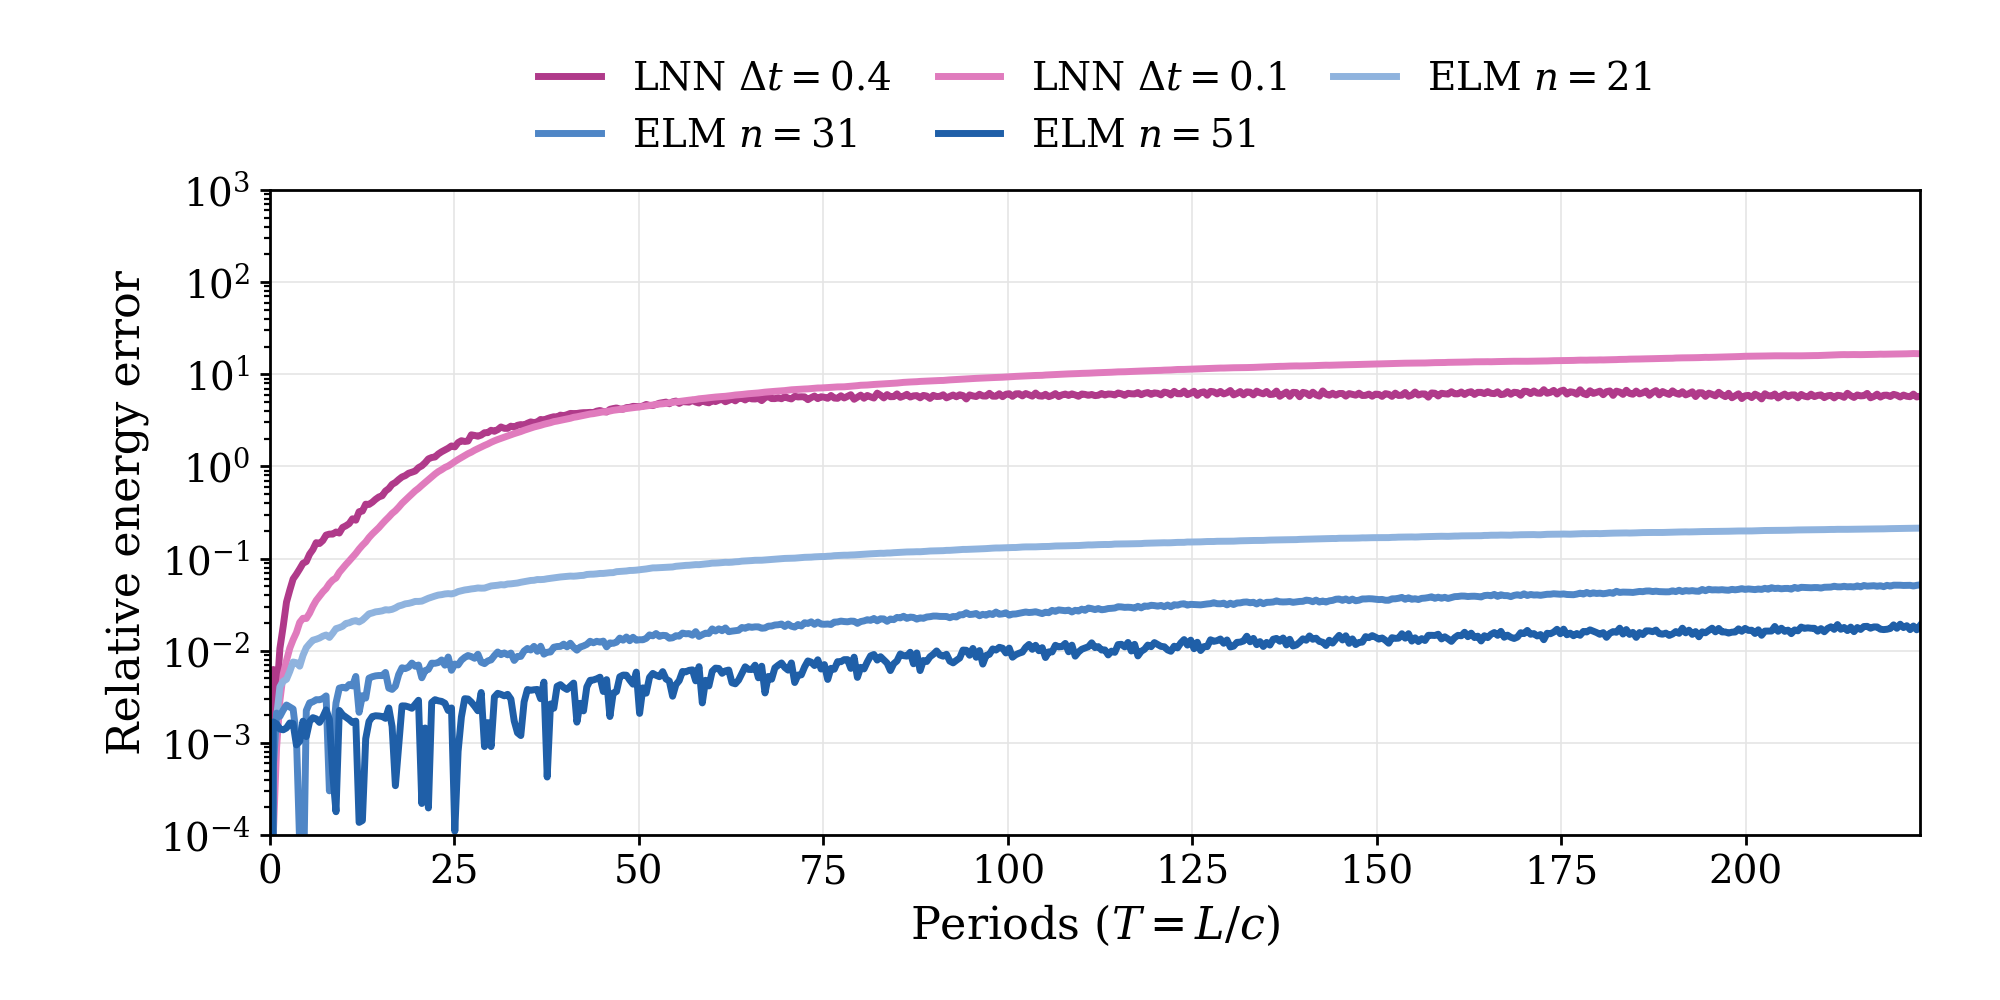 LNN Δt = 0.4 LNN Δt = 0.1 ELM n = 21
ELM n = 31 ELM n = 51
10³
10²
10¹
10⁰
10⁻¹
10⁻²
10⁻³
10⁻⁴
Relative energy error
0 25 50 75 100 125 150 175 200
Periods (T = L/c)